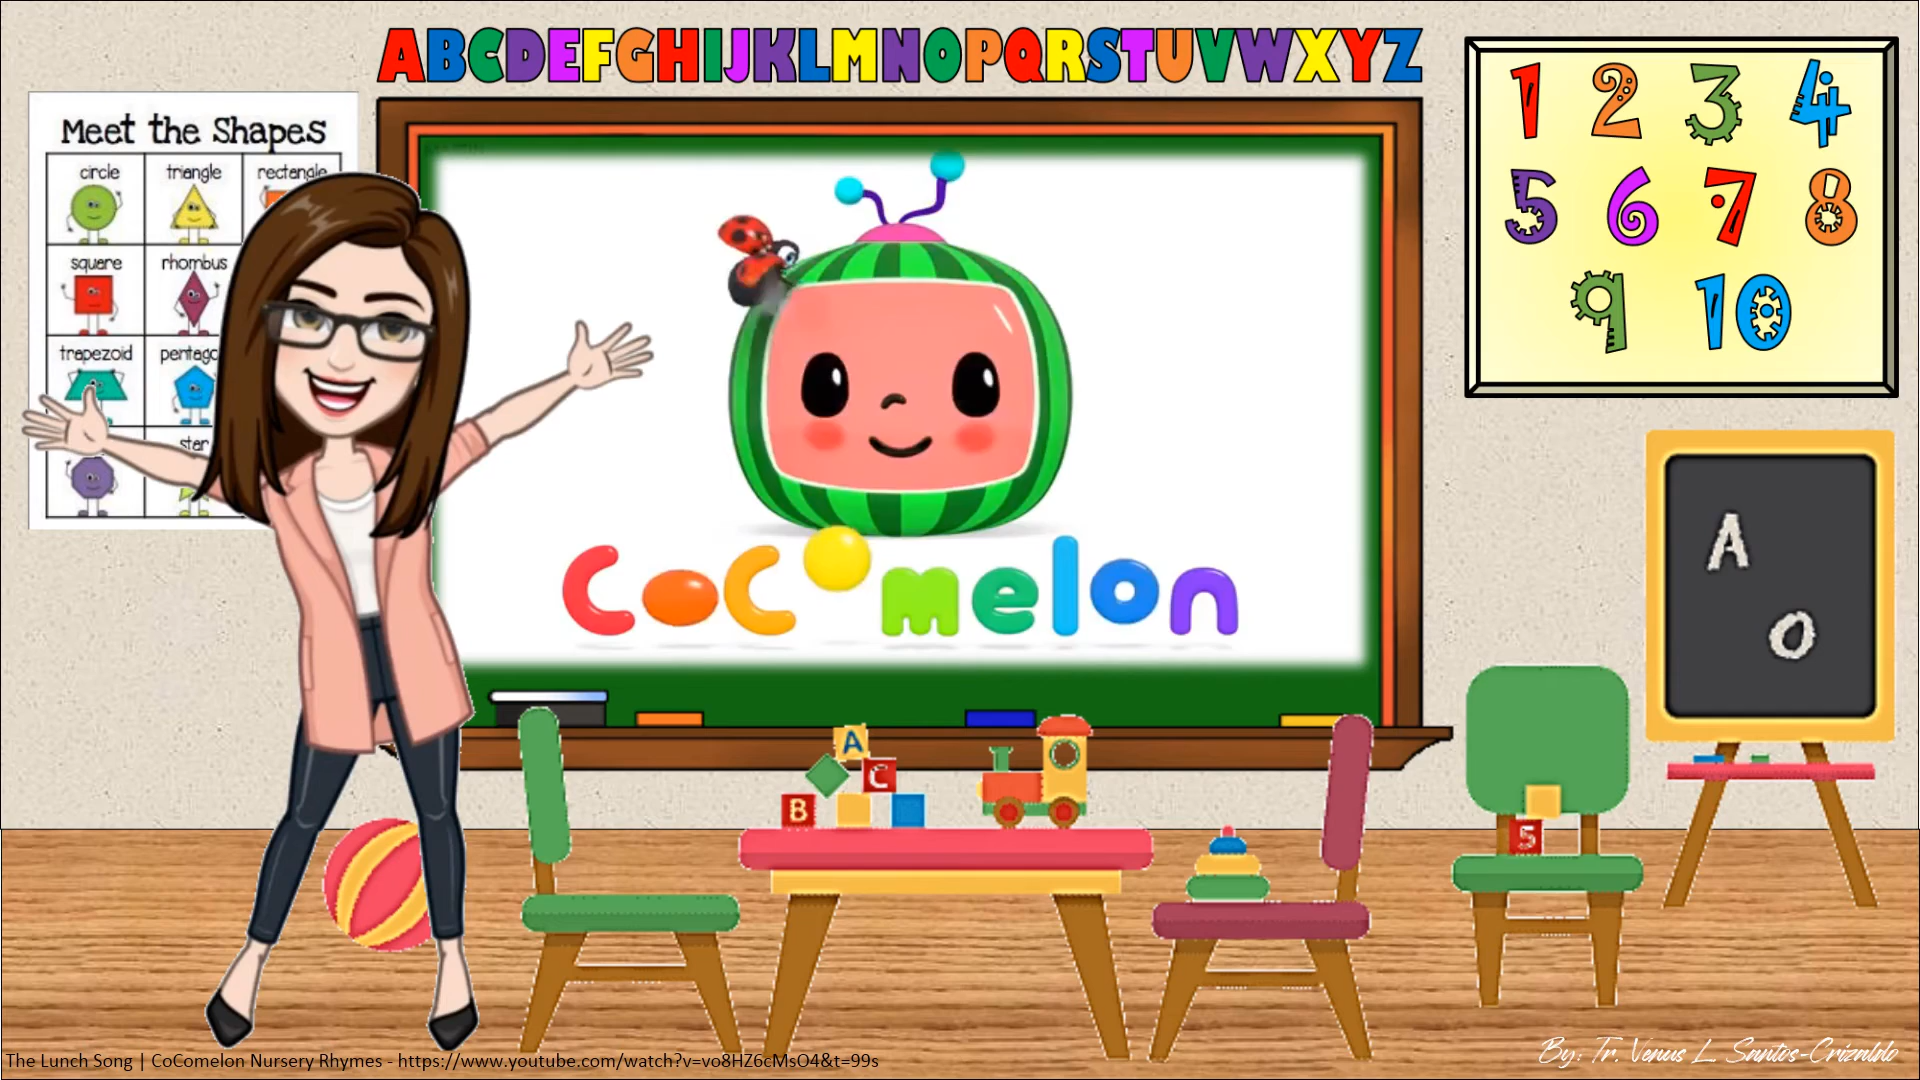 ABCDEFGHIJKLMNOPQRSTUVWXYZ
Meet the Shapes
circle triangle rectangle
square rhombus
trapezoid pentago
star
1 2 3 4
5 6 7 8
9 10
CoComelon
A
O
A
C
B
5
The Lunch Song | CoComelon Nursery Rhymes - https://www.youtube.com/watch?v=vo8HZ6cMsO4&t=99s
By: Tr. Venus L. Santos-Crizaldo